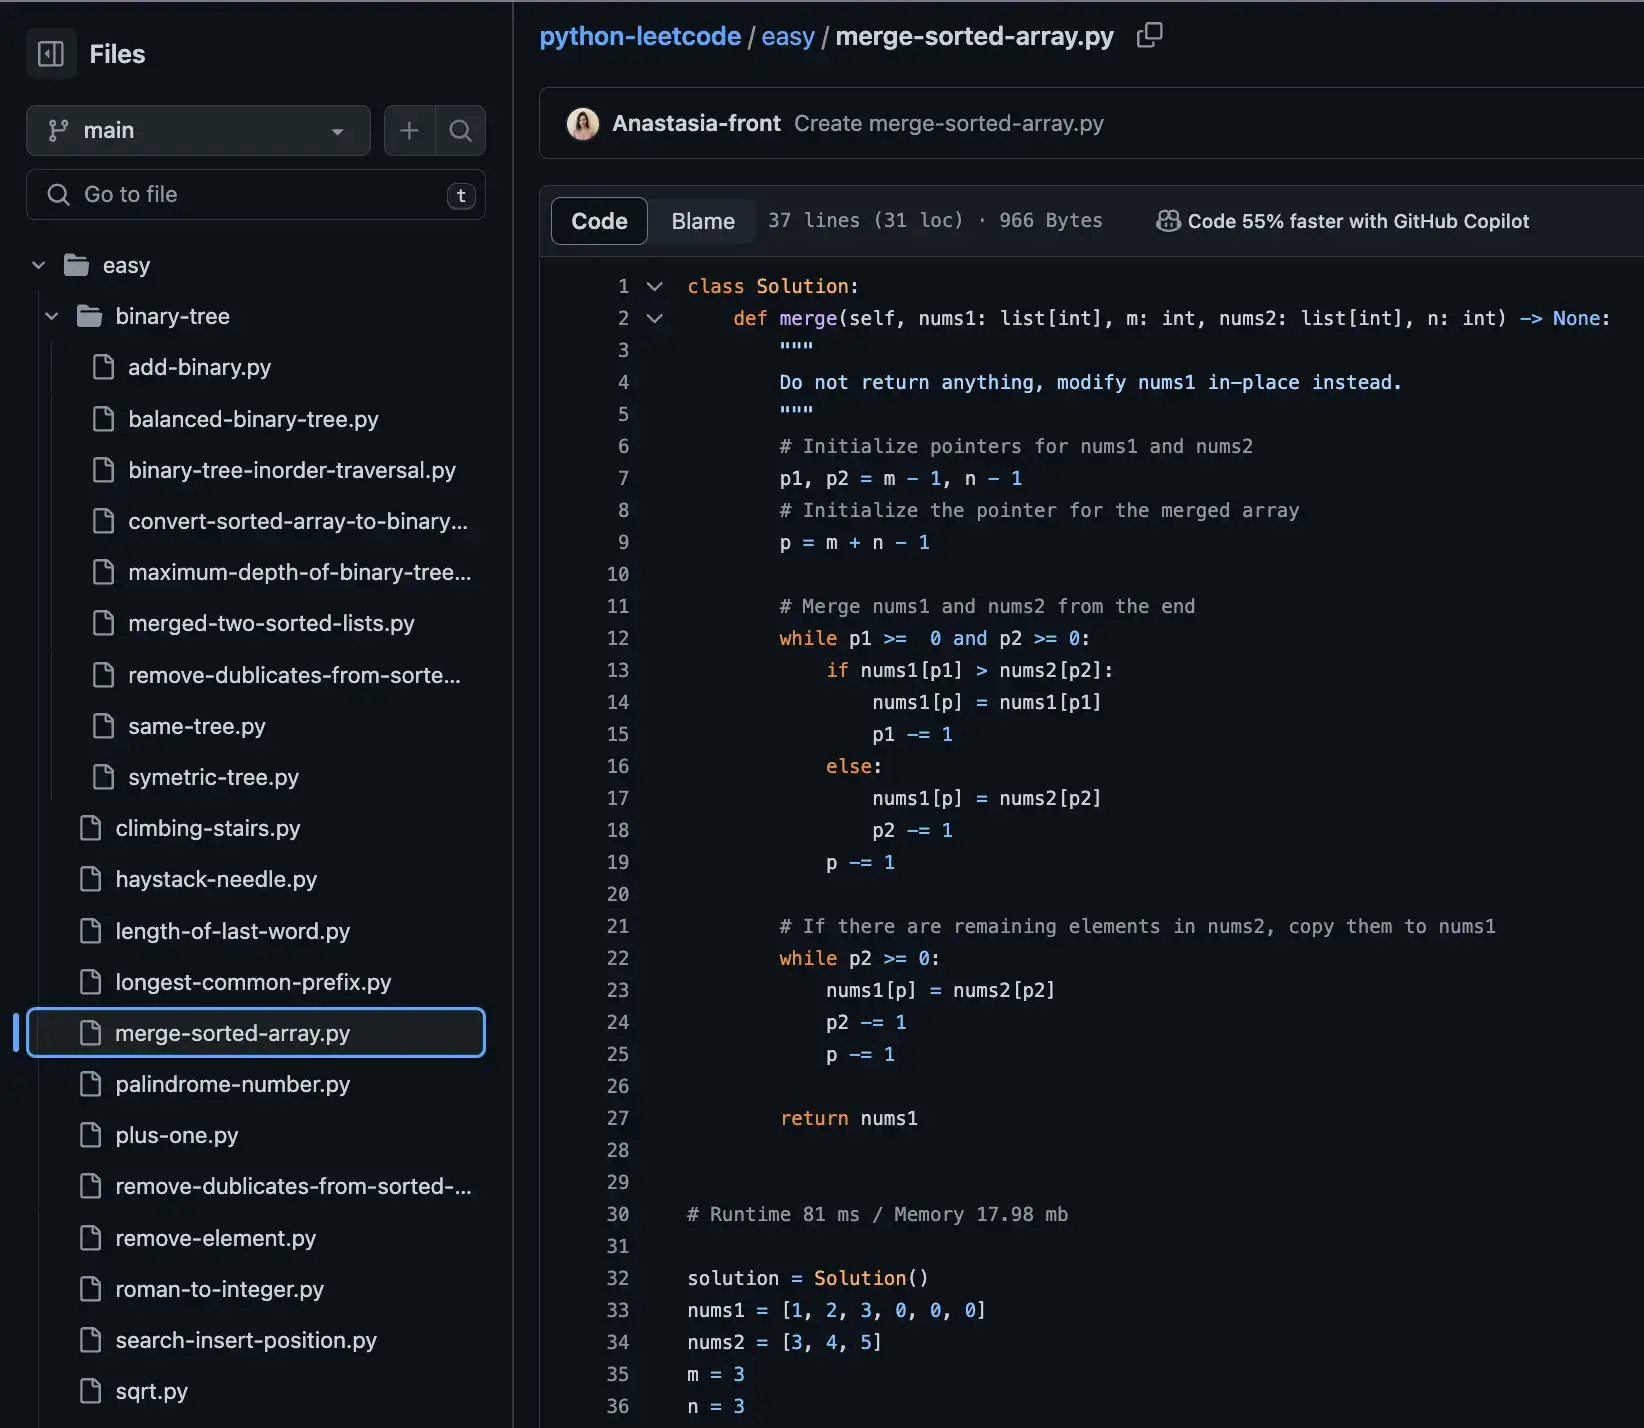 Files
main
Go to file
t
easy
binary-tree
add-binary.py
balanced-binary-tree.py
binary-tree-inorder-traversal.py
convert-sorted-array-to-binary...
maximum-depth-of-binary-tree...
merged-two-sorted-lists.py
remove-dublicates-from-sorte...
same-tree.py
symetric-tree.py
climbing-stairs.py
haystack-needle.py
length-of-last-word.py
longest-common-prefix.py
merge-sorted-array.py
palindrome-number.py
plus-one.py
remove-dublicates-from-sorted-...
remove-element.py
roman-to-integer.py
search-insert-position.py
sqrt.py
python-leetcode / easy / merge-sorted-array.py
Anastasia-front Create merge-sorted-array.py
Code Blame 37 lines (31 loc) · 966 Bytes Code 55% faster with GitHub Copilot
1 class Solution:
2     def merge(self, nums1: list[int], m: int, nums2: list[int], n: int) -> None:
3         """
4         Do not return anything, modify nums1 in-place instead.
5         """
6         # Initialize pointers for nums1 and nums2
7         p1, p2 = m - 1, n - 1
8         # Initialize the pointer for the merged array
9         p = m + n - 1
10
11         # Merge nums1 and nums2 from the end
12         while p1 >=  0 and p2 >= 0:
13             if nums1[p1] > nums2[p2]:
14                 nums1[p] = nums1[p1]
15                 p1 -= 1
16             else:
17                 nums1[p] = nums2[p2]
18                 p2 -= 1
19             p -= 1
20
21         # If there are remaining elements in nums2, copy them to nums1
22         while p2 >= 0:
23             nums1[p] = nums2[p2]
24             p2 -= 1
25             p -= 1
26
27         return nums1
28
29
30 # Runtime 81 ms / Memory 17.98 mb
31
32 solution = Solution()
33 nums1 = [1, 2, 3, 0, 0, 0]
34 nums2 = [3, 4, 5]
35 m = 3
36 n = 3